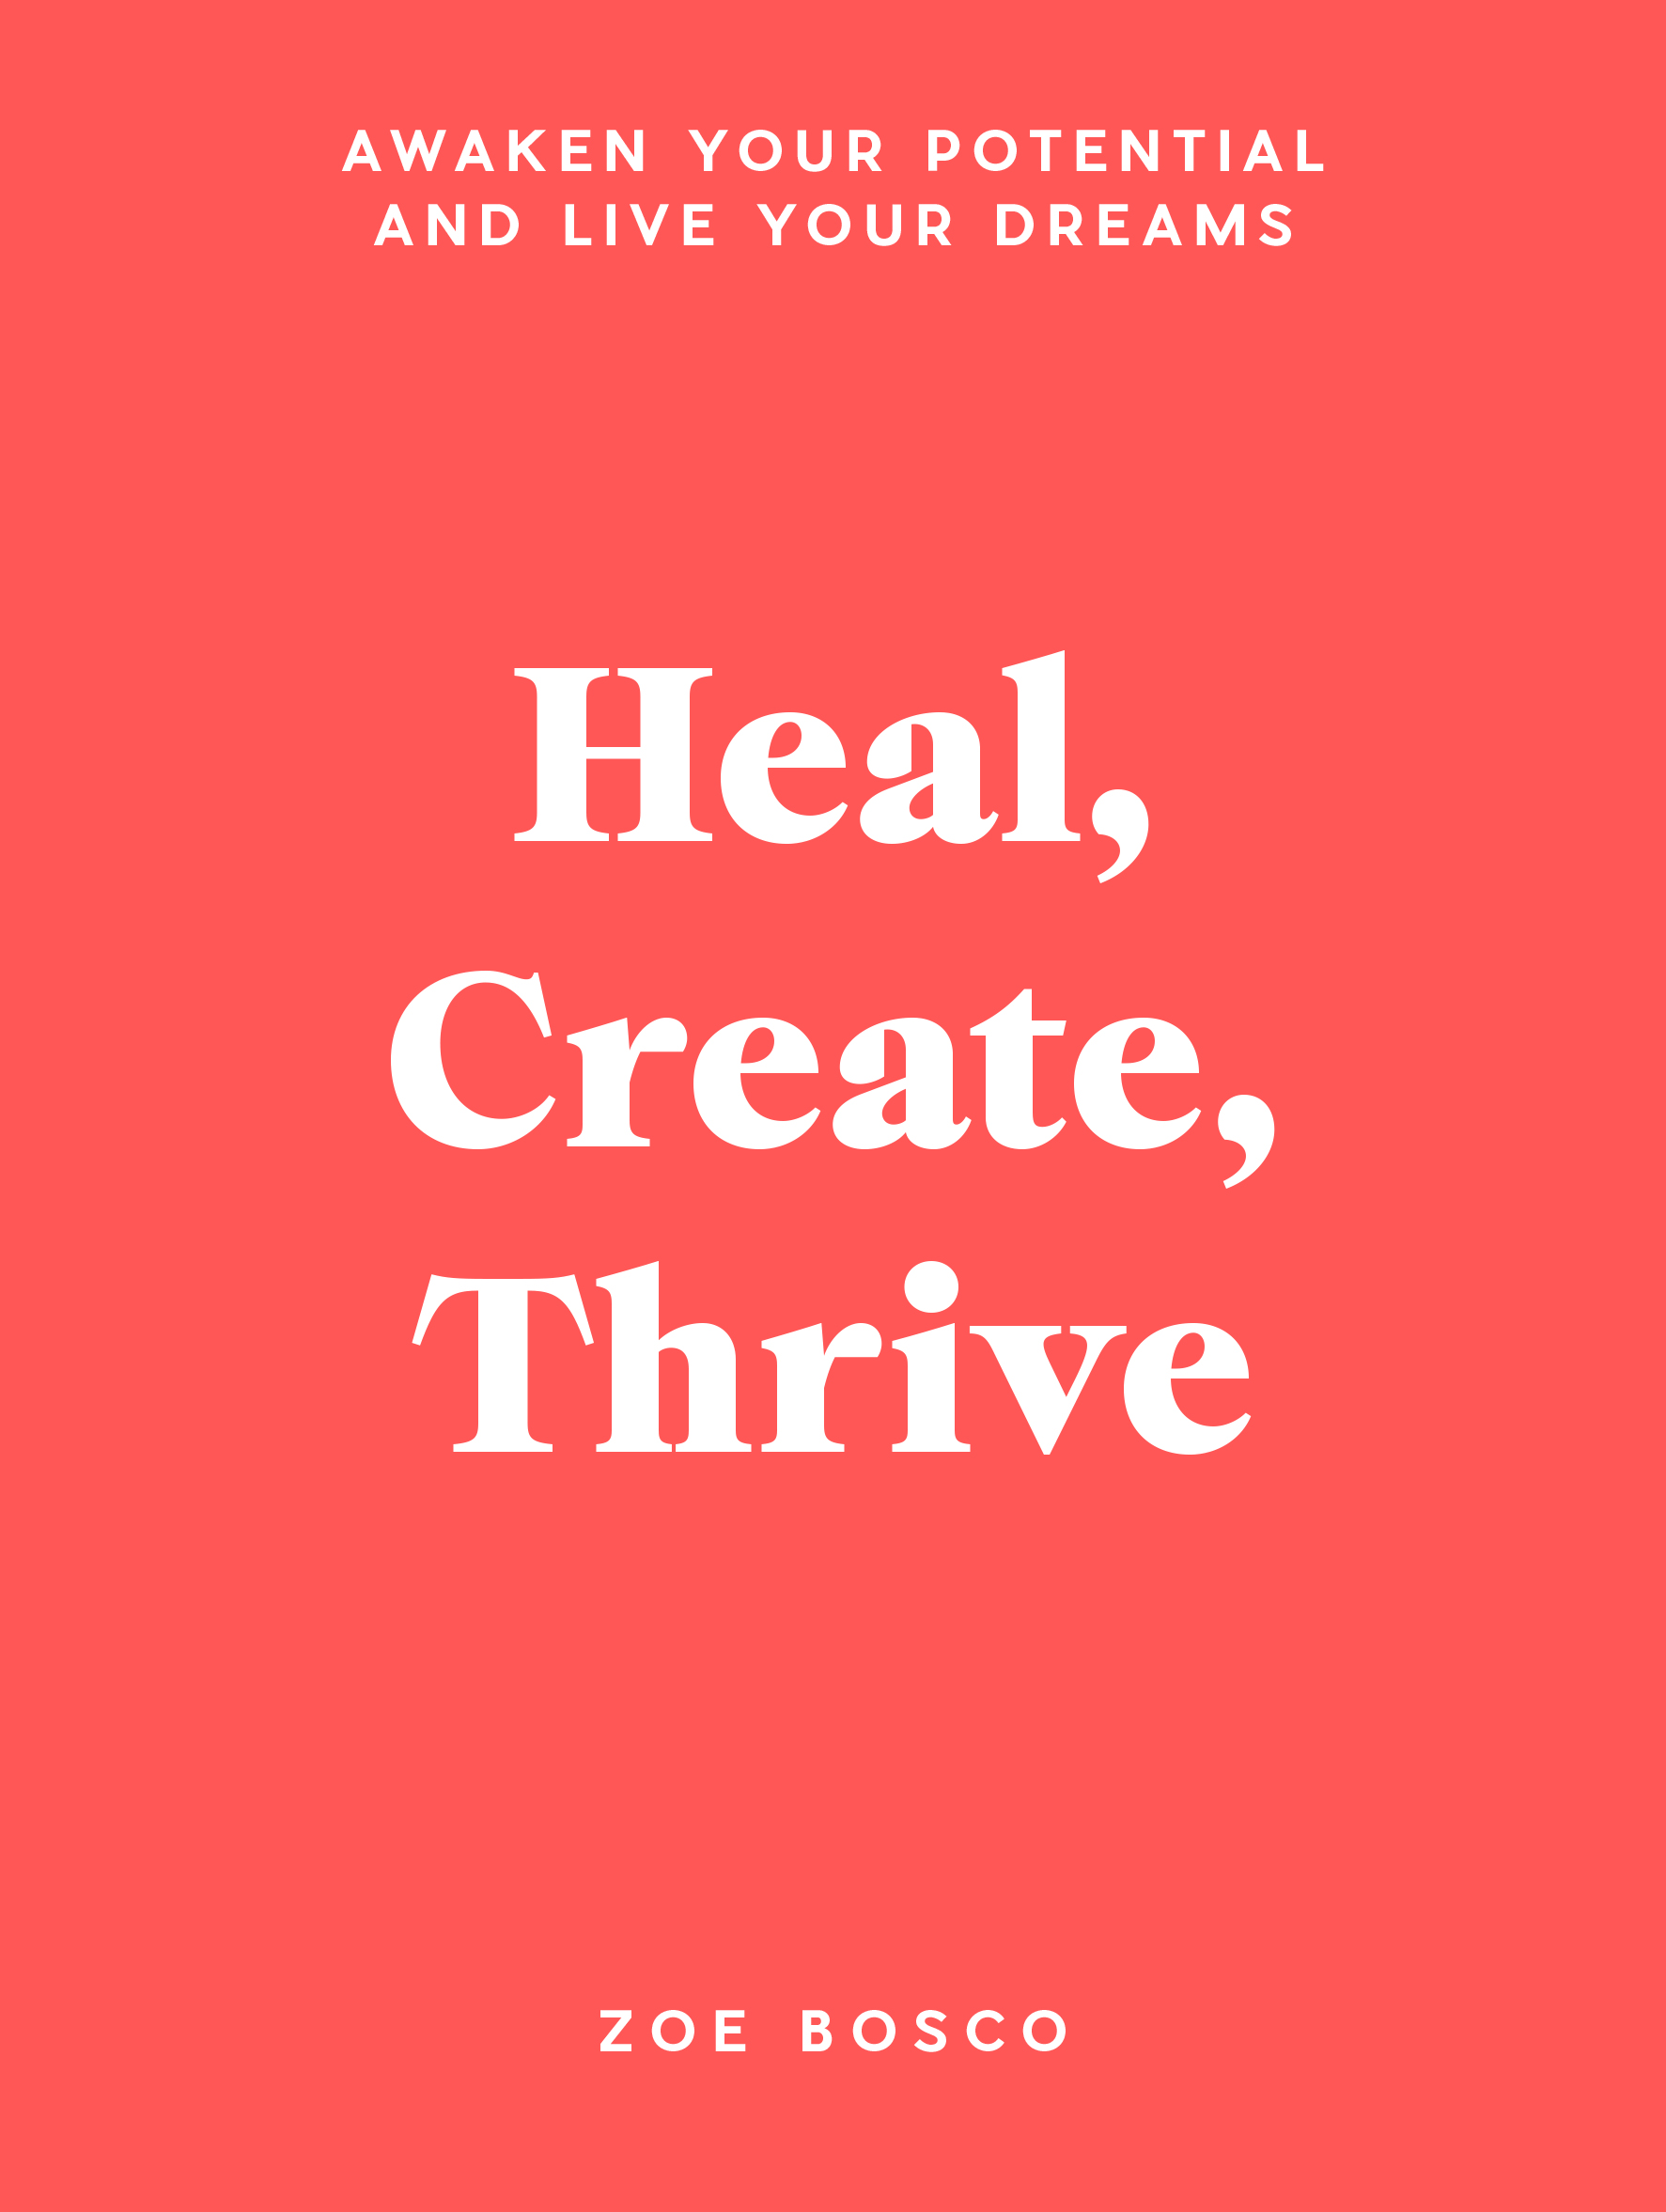 AWAKEN YOUR POTENTIAL
AND LIVE YOUR DREAMS
Heal,
Create,
Thrive
ZOE BOSCO